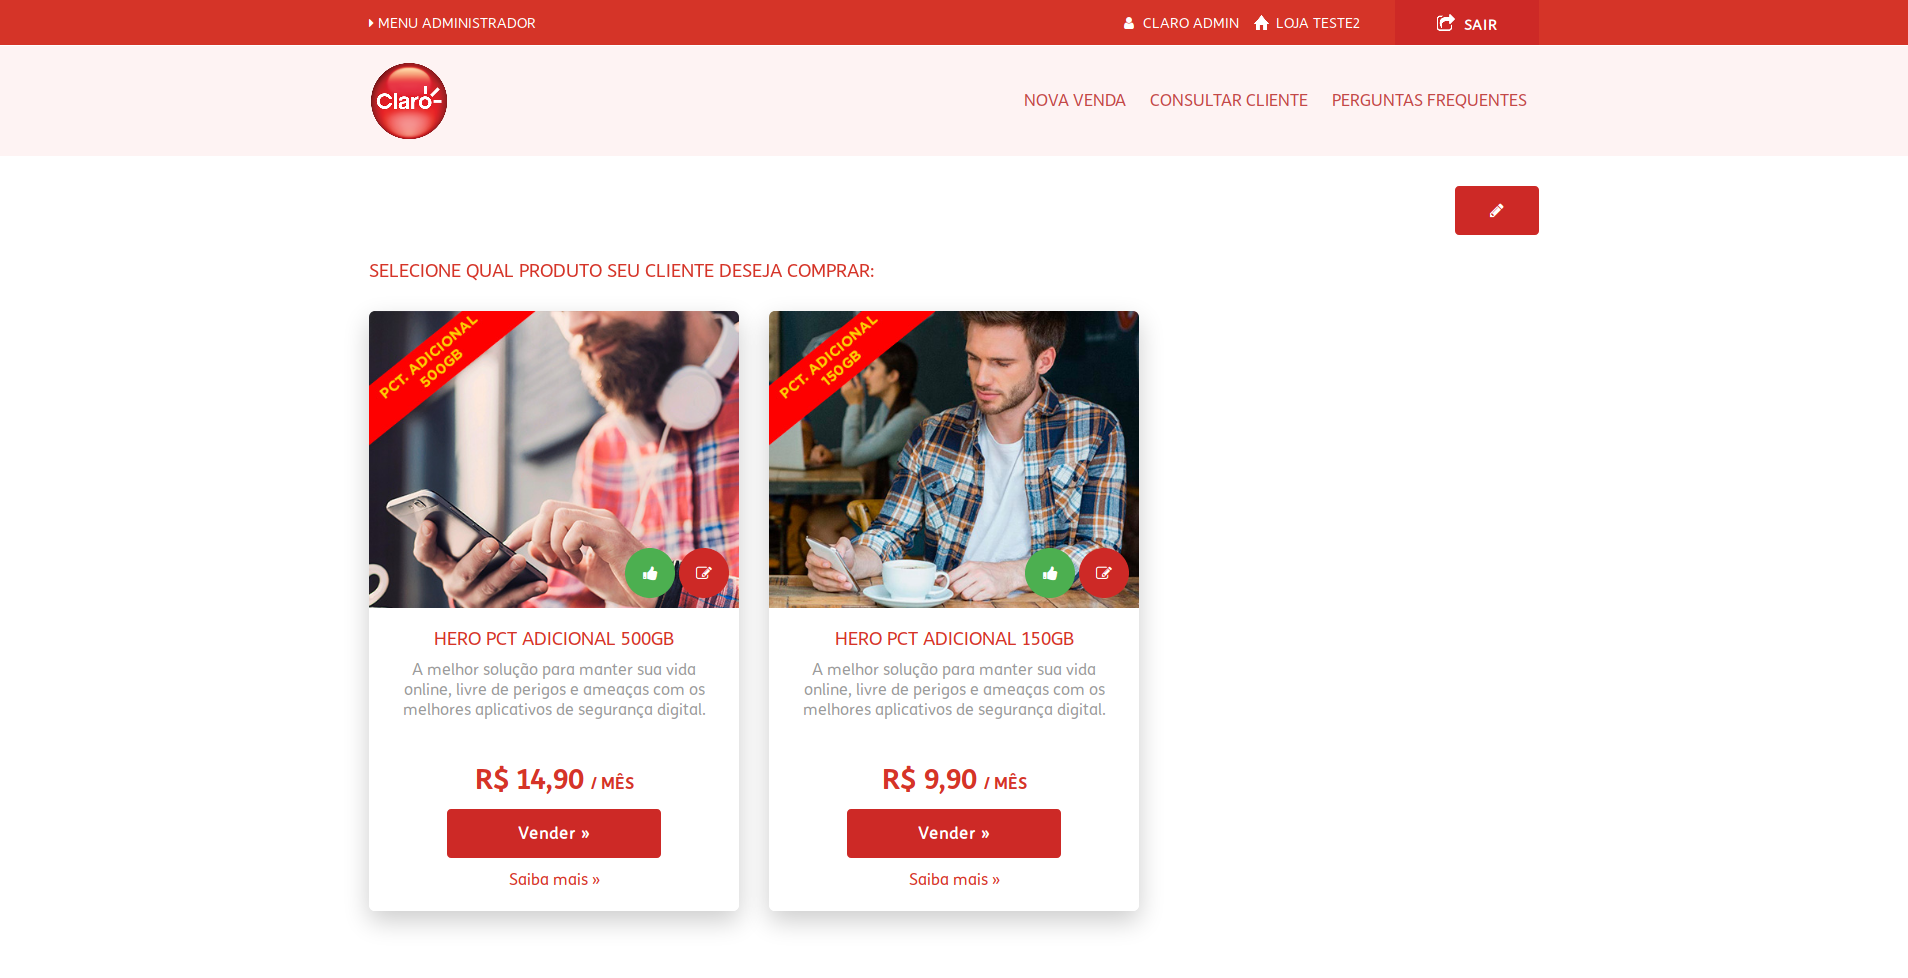 MENU ADMINISTRADOR
CLARO ADMIN
LOJA TESTE2
SAIR
Claro
NOVA VENDA
CONSULTAR CLIENTE
PERGUNTAS FREQUENTES
SELECIONE QUAL PRODUTO SEU CLIENTE DESEJA COMPRAR:
PCT. ADICIONAL
500GB
HERO PCT ADICIONAL 500GB
A melhor solução para manter sua vida
online, livre de perigos e ameaças com os
melhores aplicativos de segurança digital.
R$ 14,90 / MÊS
Vender »
Saiba mais »
PCT. ADICIONAL
150GB
HERO PCT ADICIONAL 150GB
A melhor solução para manter sua vida
online, livre de perigos e ameaças com os
melhores aplicativos de segurança digital.
R$ 9,90 / MÊS
Vender »
Saiba mais »